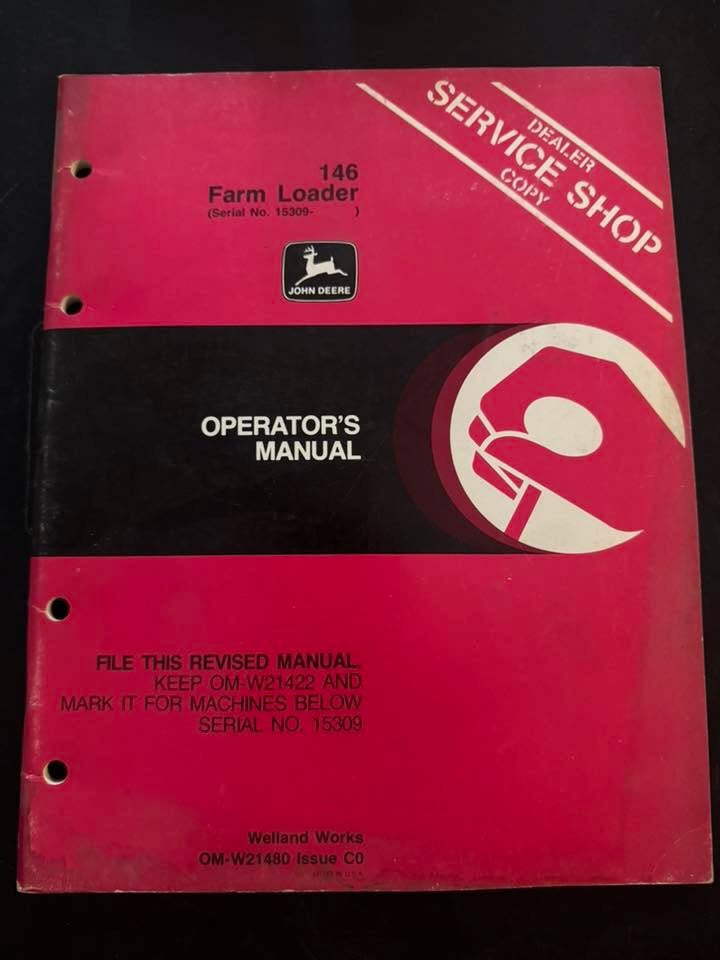 DEALER
SERVICE SHOP
COPY
146
Farm Loader
(Serial No. 15309- )
JOHN DEERE
OPERATOR'S
MANUAL
FILE THIS REVISED MANUAL,
KEEP OM-W21422 AND
MARK IT FOR MACHINES BELOW
SERIAL NO. 15309
Welland Works
OM-W21480 Issue C0
U.S.A.